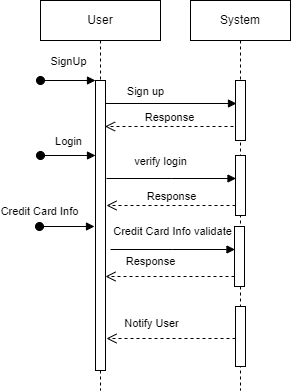 User
System
SignUp
Sign up
Response
Login
verify login
Response
Credit Card Info
Credit Card Info validate
Response
Notify User